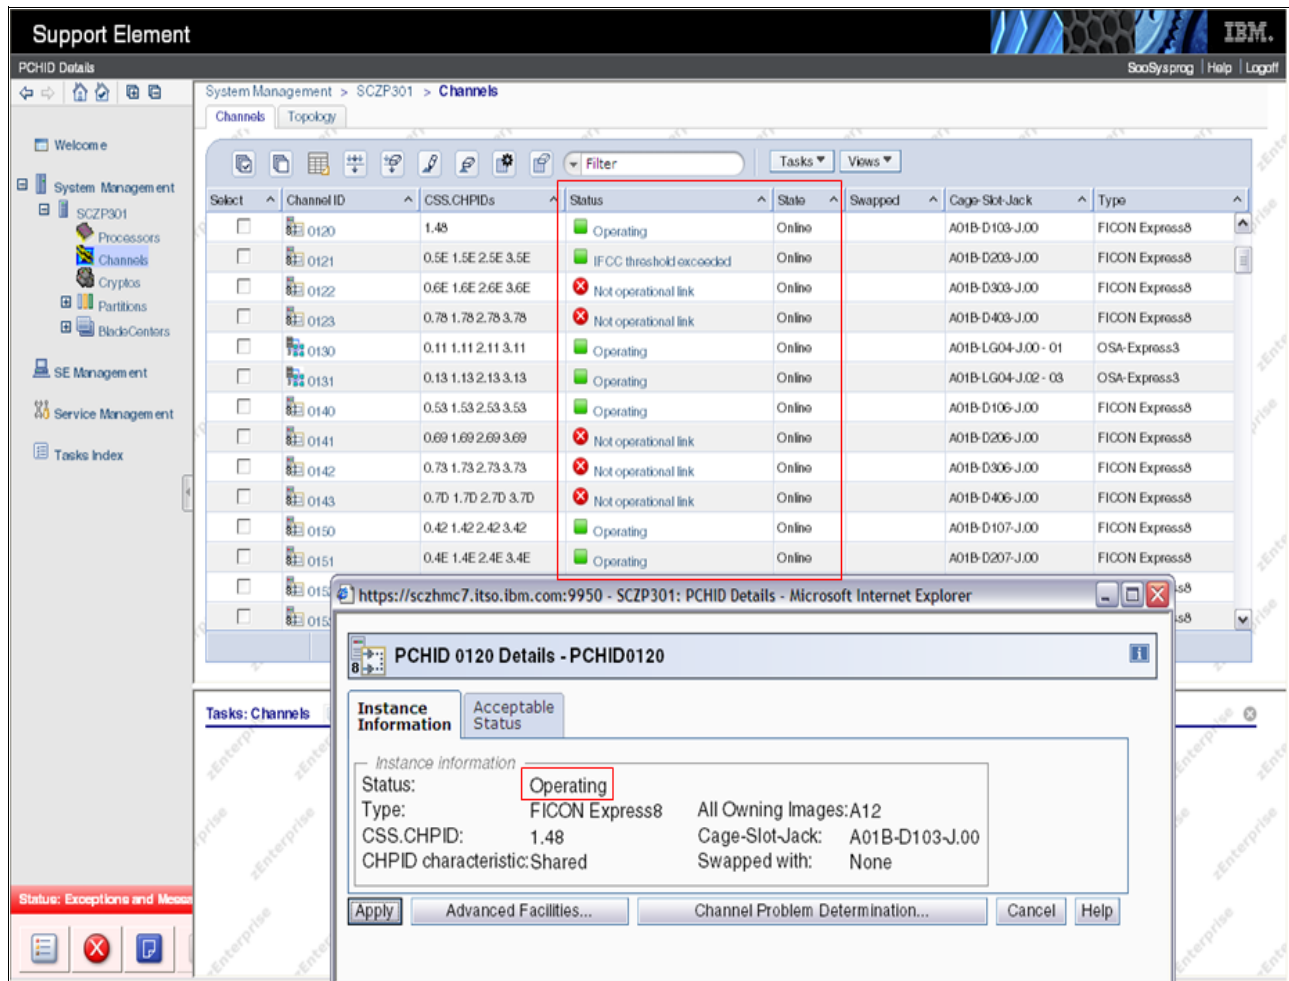 Support Element
IBM.
PCHID Details
SooSysprog | Help | Logoff
System Management > SCZP301 > Channels
Channels Topology
Welcome
System Management
SCZP301
Processors
Channels
Cryptos
Partitions
BladeCenters
SE Management
Service Management
Tasks Index
Filter Tasks Views
Select Channel ID CSS.CHPIDs Status State Swapped Cage-Slot-Jack Type
0120 1.48 Operating Online A01B-D103-J.00 FICON Express8
0121 0.5E 1.5E 2.5E 3.5E IFCC threshold exceeded Online A01B-D203-J.00 FICON Express8
0122 0.6E 1.6E 2.6E 3.6E Not operational link Online A01B-D303-J.00 FICON Express8
0123 0.78 1.78 2.78 3.78 Not operational link Online A01B-D403-J.00 FICON Express8
0130 0.11 1.11 2.11 3.11 Operating Online A01B-LG04-J.00 - 01 OSA-Express3
0131 0.13 1.13 2.13 3.13 Operating Online A01B-LG04-J.02 - 03 OSA-Express3
0140 0.53 1.53 2.53 3.53 Operating Online A01B-D106-J.00 FICON Express8
0141 0.69 1.69 2.69 3.69 Not operational link Online A01B-D206-J.00 FICON Express8
0142 0.73 1.73 2.73 3.73 Not operational link Online A01B-D306-J.00 FICON Express8
0143 0.7D 1.7D 2.7D 3.7D Not operational link Online A01B-D406-J.00 FICON Express8
0150 0.42 1.42 2.42 3.42 Operating Online A01B-D107-J.00 FICON Express8
0151 0.4E 1.4E 2.4E 3.4E Operating Online A01B-D207-J.00 FICON Express8
https://sczhmc7.itso.ibm.com:9950 - SCZP301: PCHID Details - Microsoft Internet Explorer
8 PCHID 0120 Details - PCHID0120
Instance Information
Acceptable Status
Instance information
Status: Operating
Type: FICON Express8 All Owning Images: A12
CSS.CHPID: 1.48 Cage-Slot-Jack: A01B-D103-J.00
CHPID characteristic: Shared Swapped with: None
Apply Advanced Facilities... Channel Problem Determination... Cancel Help
Tasks: Channels
zEnterprise
Status: Exceptions and